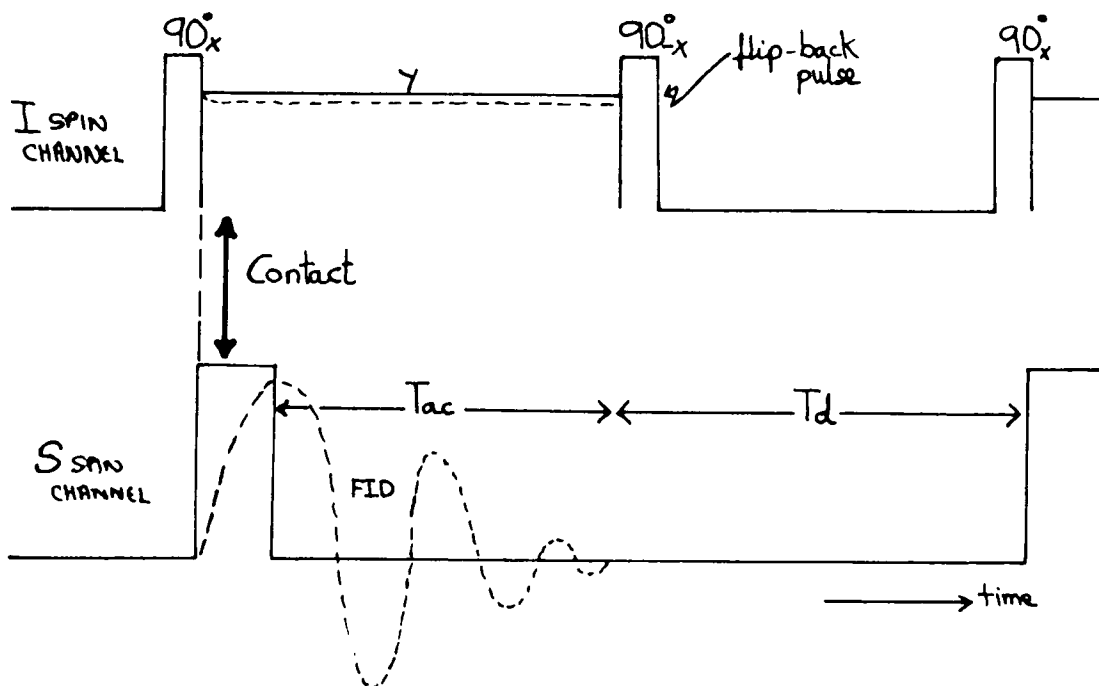 90°x
90°-x
90°x
flip-back
pulse
y
I SPIN
CHANNEL
Contact
Tac
Td
S SPIN
CHANNEL
FID
time